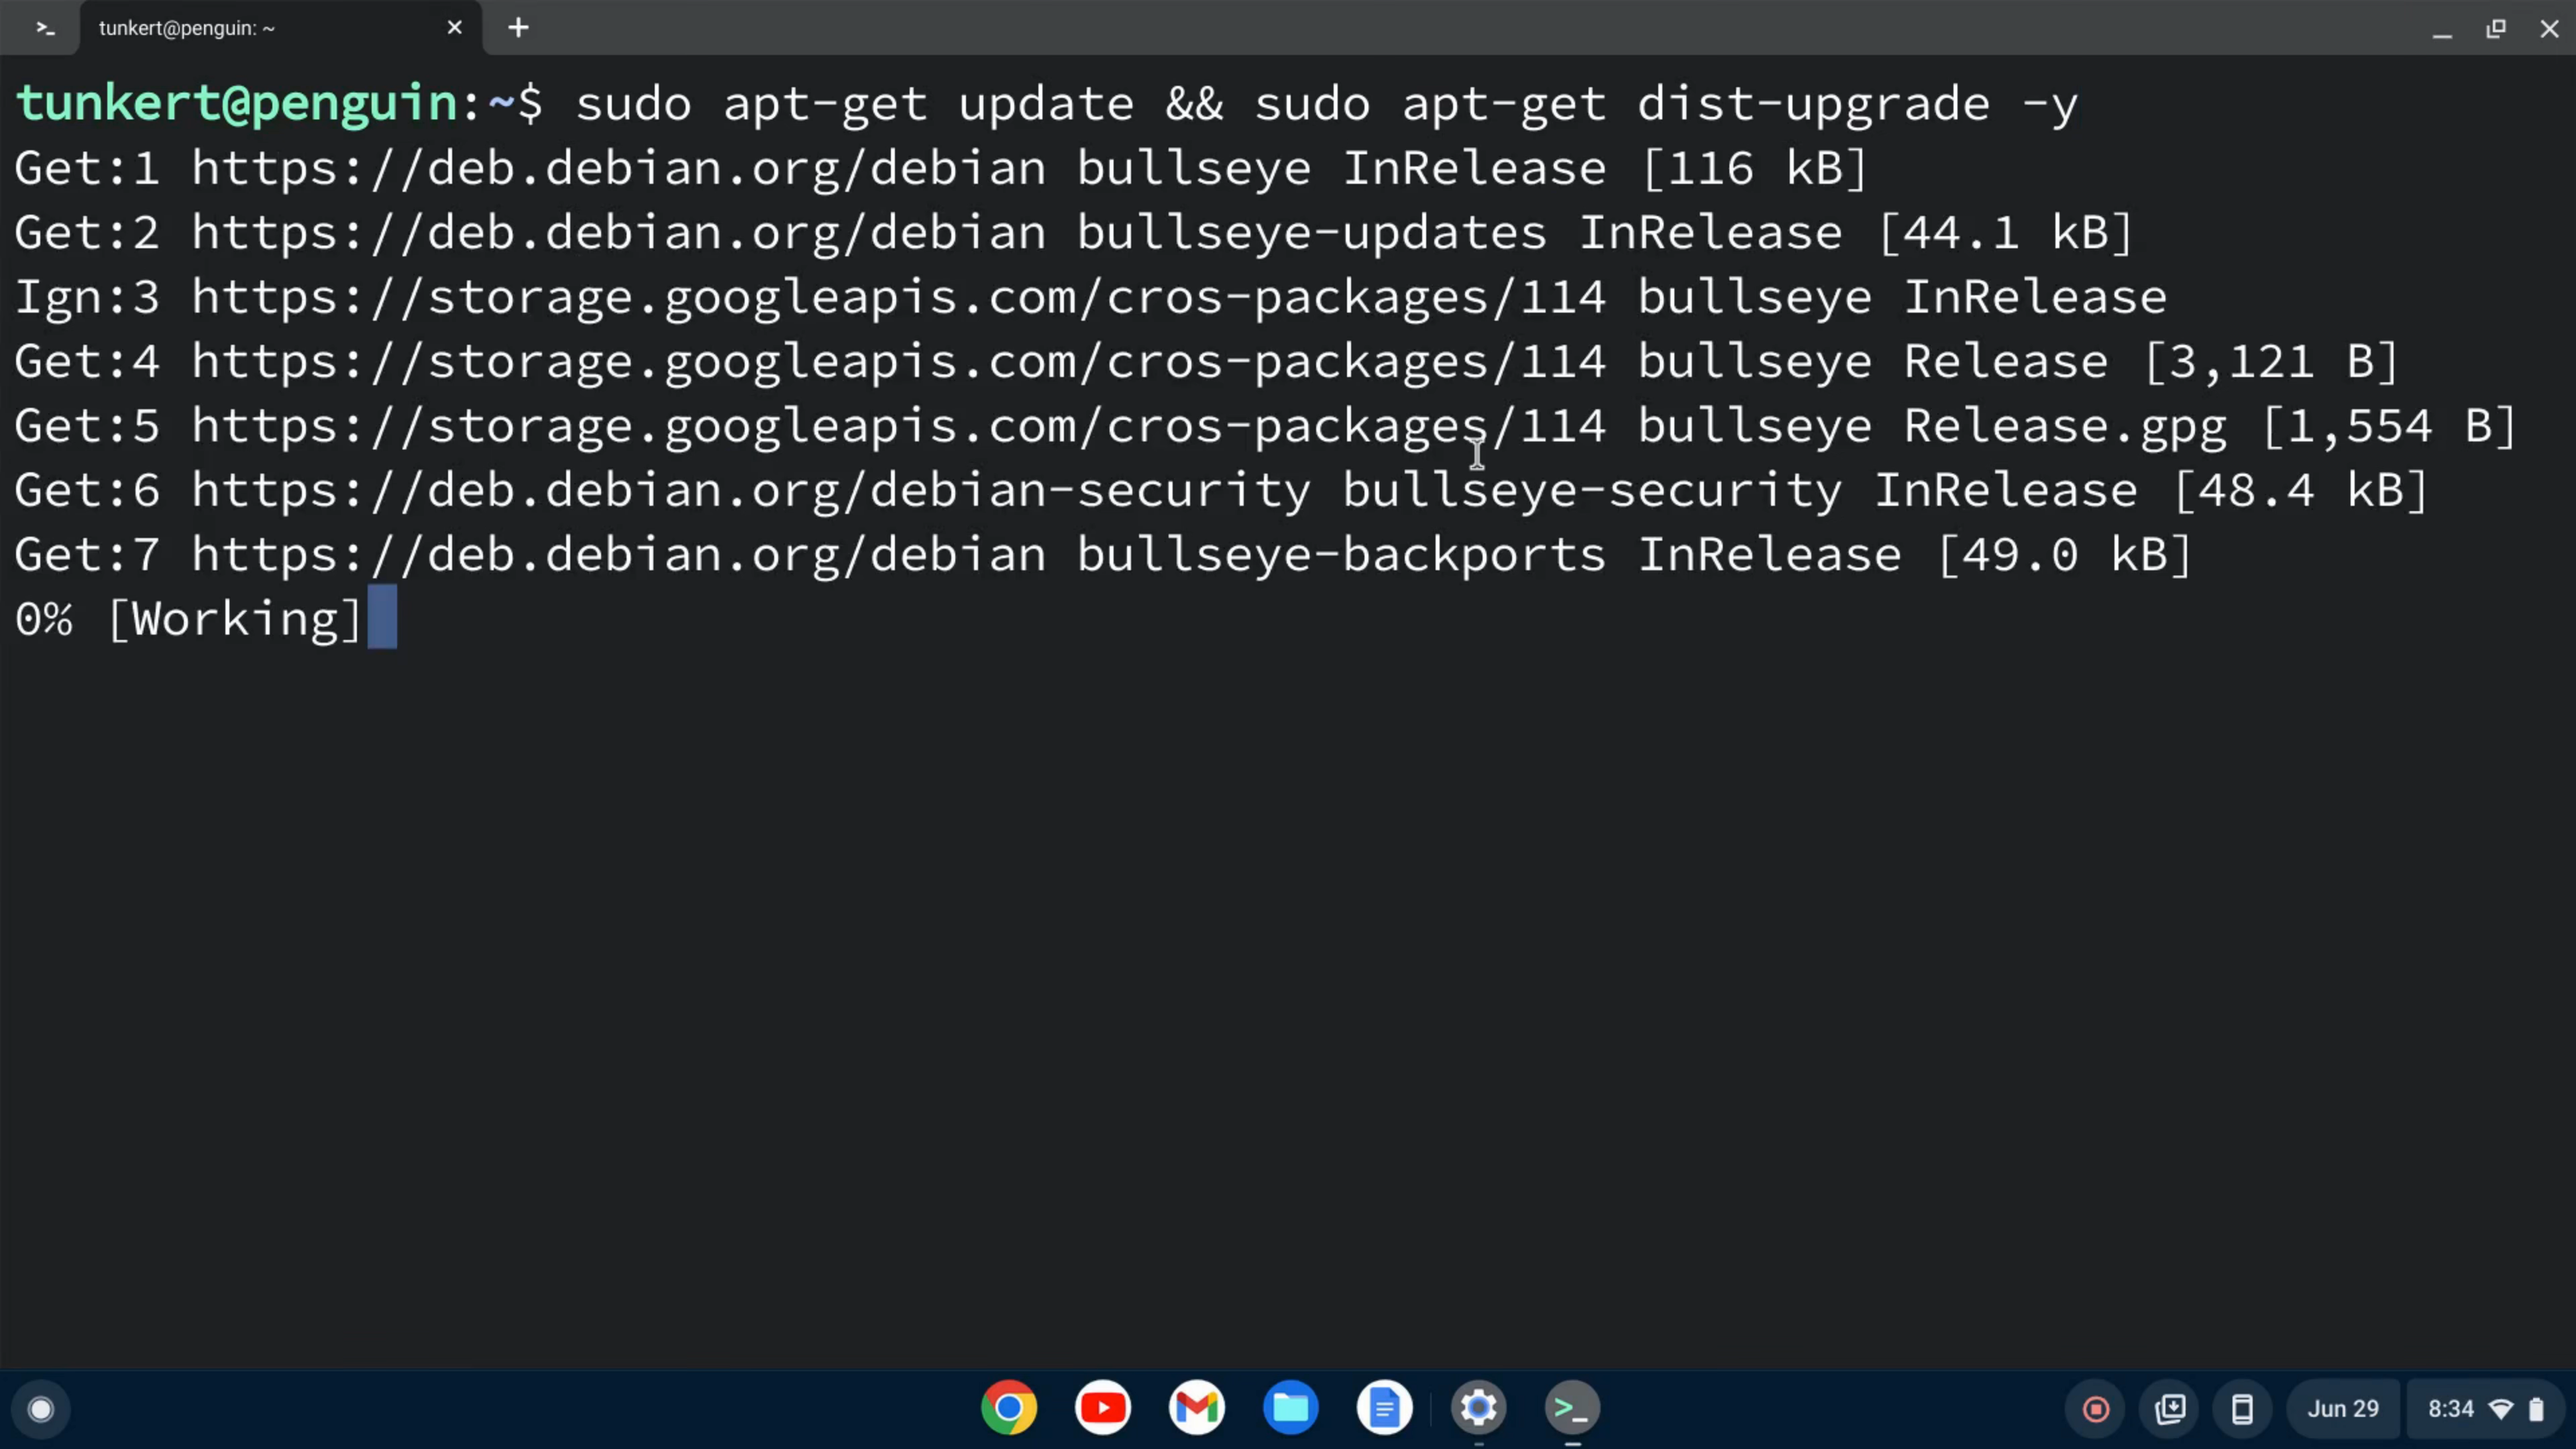 >_ tunkert@penguin: ~
tunkert@penguin:~$ sudo apt-get update && sudo apt-get dist-upgrade -y
Get:1 https://deb.debian.org/debian bullseye InRelease [116 kB]
Get:2 https://deb.debian.org/debian bullseye-updates InRelease [44.1 kB]
Ign:3 https://storage.googleapis.com/cros-packages/114 bullseye InRelease
Get:4 https://storage.googleapis.com/cros-packages/114 bullseye Release [3,121 B]
Get:5 https://storage.googleapis.com/cros-packages/114 bullseye Release.gpg [1,554 B]
Get:6 https://deb.debian.org/debian-security bullseye-security InRelease [48.4 kB]
Get:7 https://deb.debian.org/debian bullseye-backports InRelease [49.0 kB]
0% [Working]
>_ Jun 29 8:34